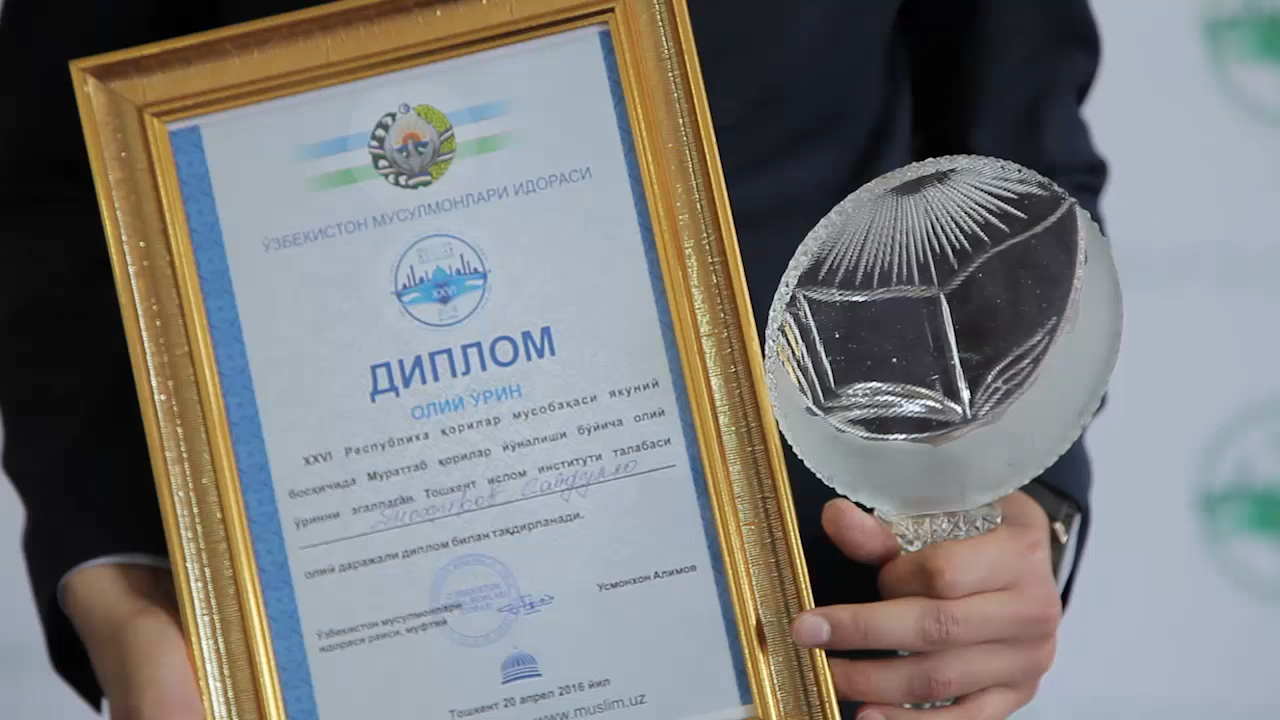 ЎЗБЕКИСТОН МУСУЛМОНЛАРИ ИДОРАСИ
XXVI
ДИПЛОМ
ОЛИЙ ЎРИН
XXVI Республика қорилар мусобақаси якуний
босқичида Мураттаб қорилар йўналиши бўйича олий
ўринни эгаллаган. Тошкент ислом институти талабаси
олий даражали диплом билан тақдирланади.
Ўзбекистон мусулмонлари
идораси раиси, муфтий
Усмонхон Алимов
Тошкент 20 апрел 2016 йил
www.muslim.uz